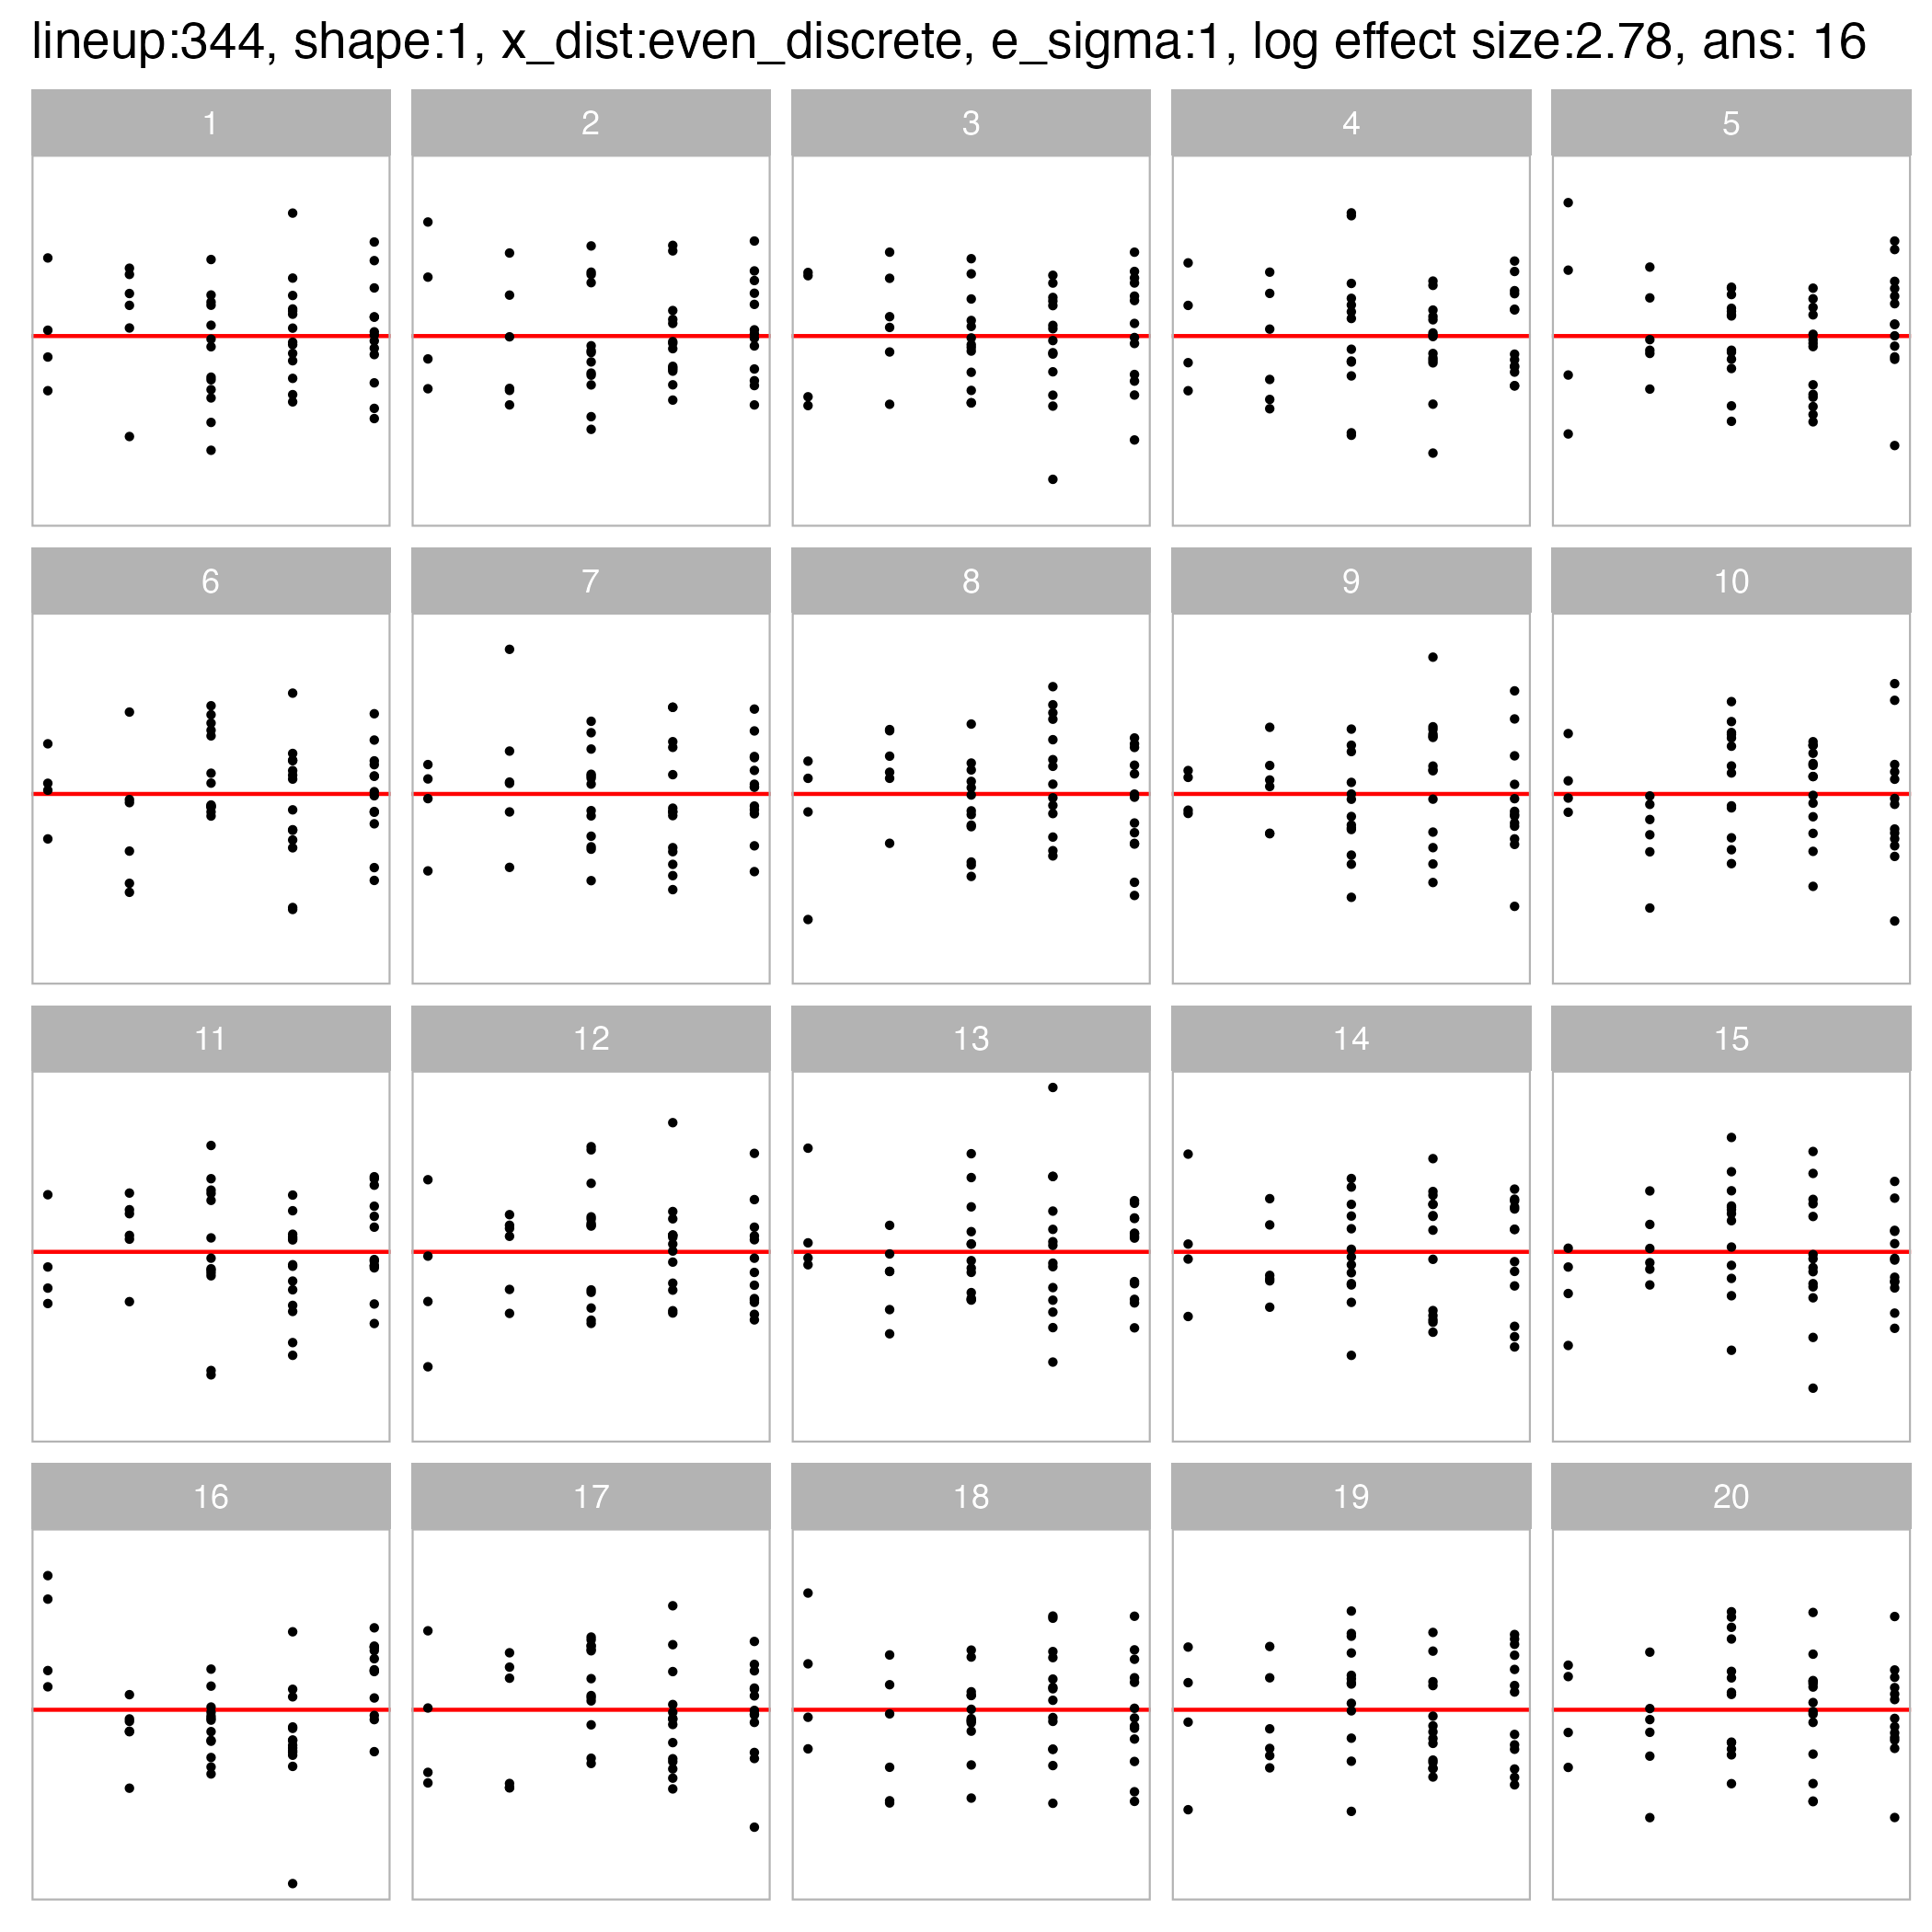 lineup:344, shape:1, x_dist:even_discrete, e_sigma:1, log effect size:2.78, ans: 16
1 2 3 4 5
6 7 8 9 10
11 12 13 14 15
16 17 18 19 20